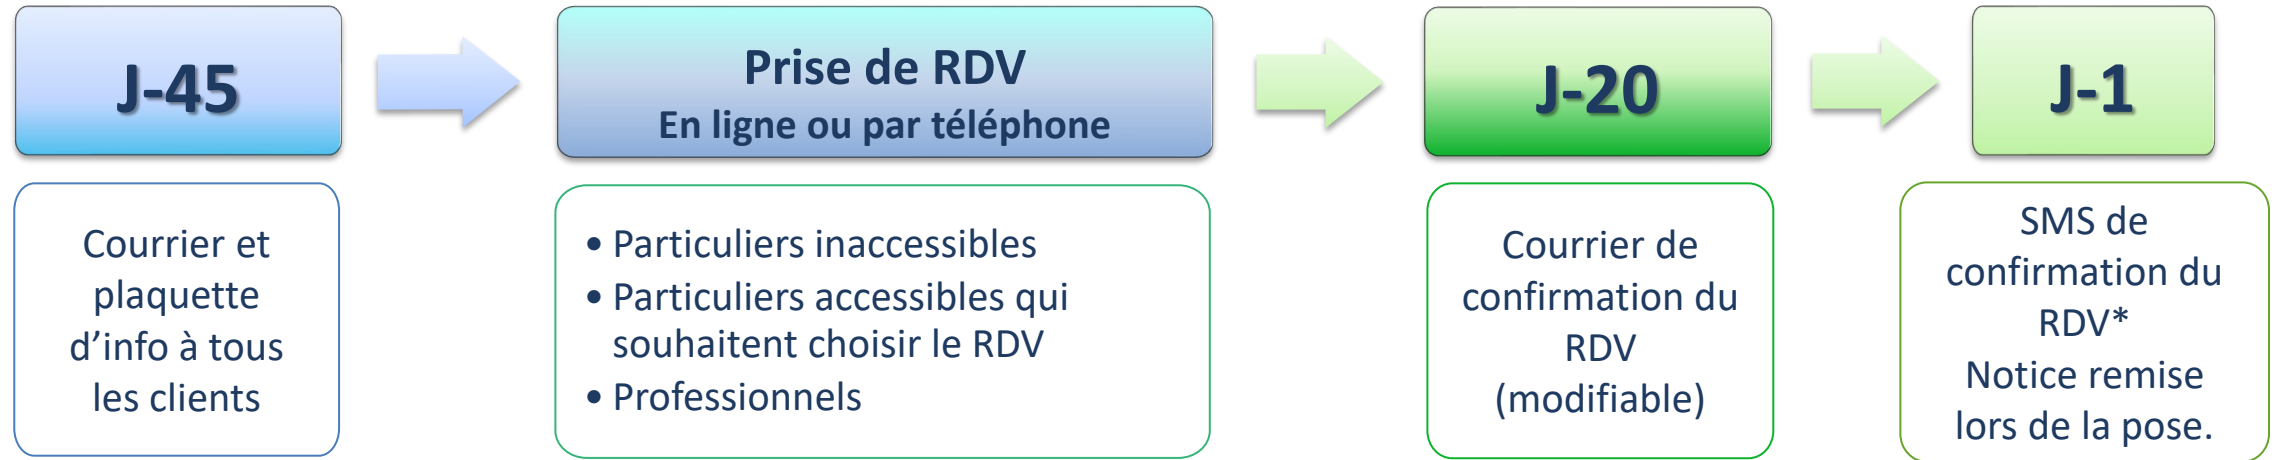 J-45
Courrier et
plaquette
d’info à tous
les clients
Prise de RDV
En ligne ou par téléphone
• Particuliers inaccessibles
• Particuliers accessibles qui
souhaitent choisir le RDV
• Professionnels
J-20
Courrier de
confirmation du
RDV
(modifiable)
J-1
SMS de
confirmation du
RDV*
Notice remise
lors de la pose.